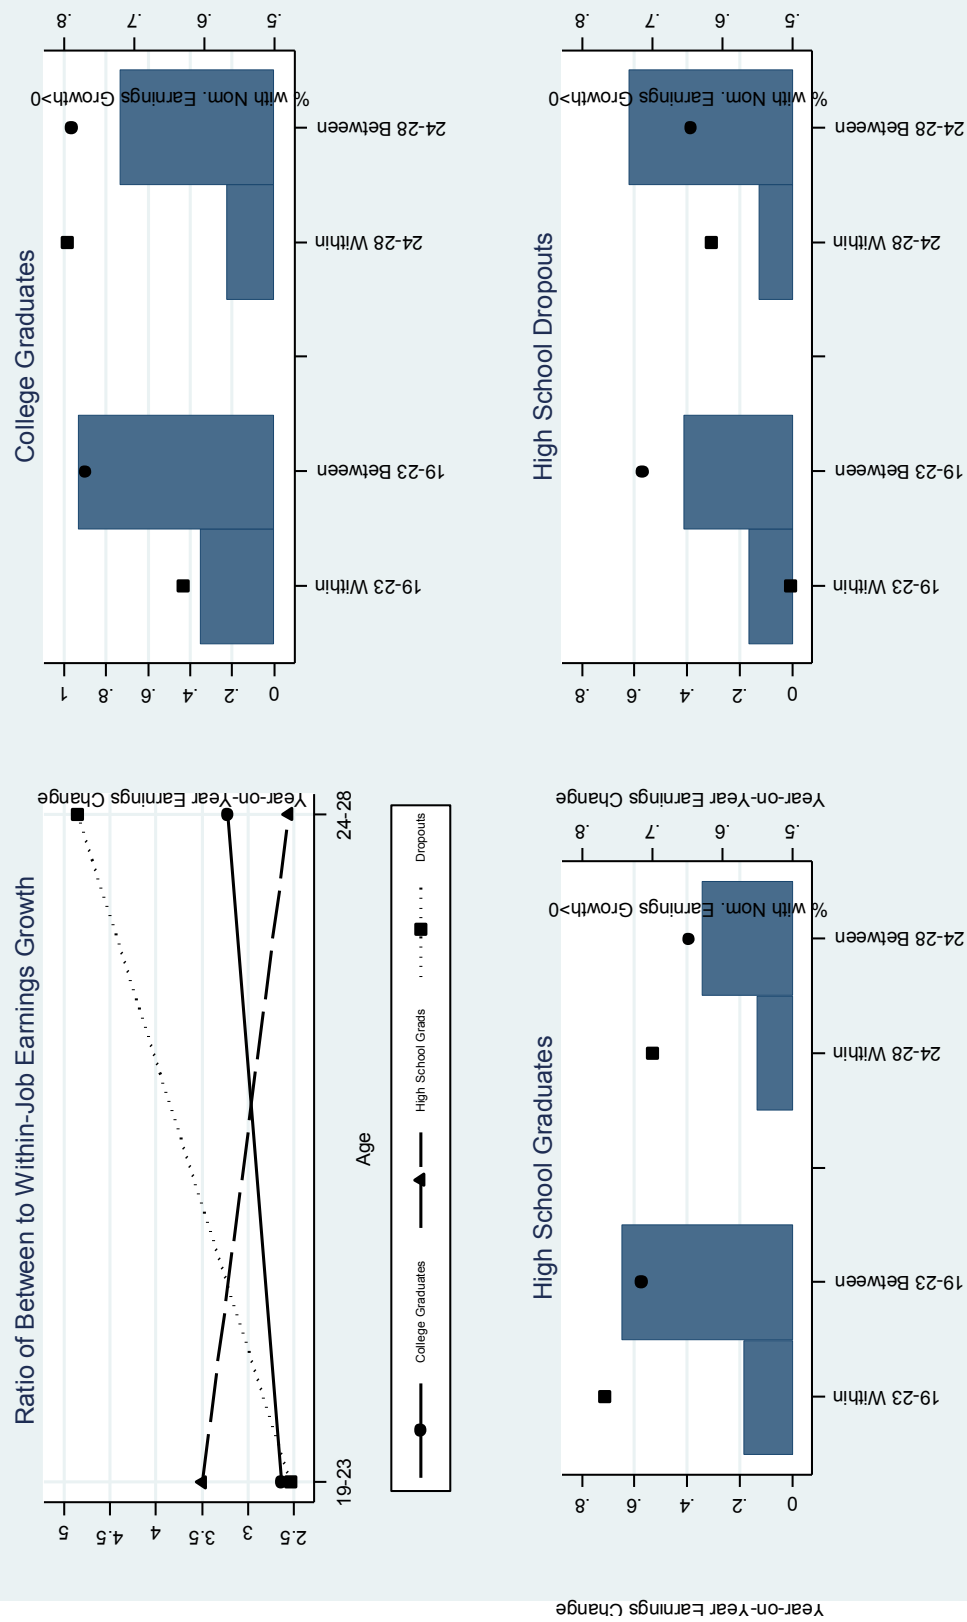 Ratio of Between to Within-Job Earnings Growth
5
4.5
4
3.5
3
2.5
19-23
24-28
Age
College Graduates
High School Grads
Dropouts
College Graduates
Year-on-Year Earnings Change
1
.8
.6
.4
.2
0
19-23 Within
19-23 Between
24-28 Within
24-28 Between
.8
.7
.6
.5
% with Nom. Earnings Growth>0
High School Graduates
Year-on-Year Earnings Change
.8
.6
.4
.2
0
19-23 Within
19-23 Between
24-28 Within
24-28 Between
.8
.7
.6
.5
% with Nom. Earnings Growth>0
High School Dropouts
Year-on-Year Earnings Change
.8
.6
.4
.2
0
19-23 Within
19-23 Between
24-28 Within
24-28 Between
.8
.7
.6
.5
% with Nom. Earnings Growth>0